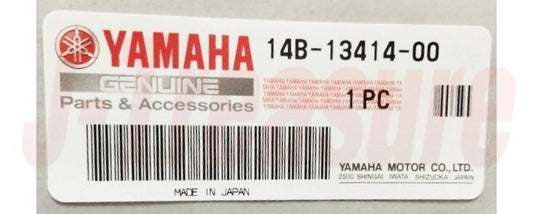 YAMAHA 14B-13414-00
GENUINE
Parts & Accessories
1 PC
MADE IN JAPAN
YAMAHA MOTOR CO., LTD.
2500 SHINGAI IWATA SHIZUOKA JAPAN